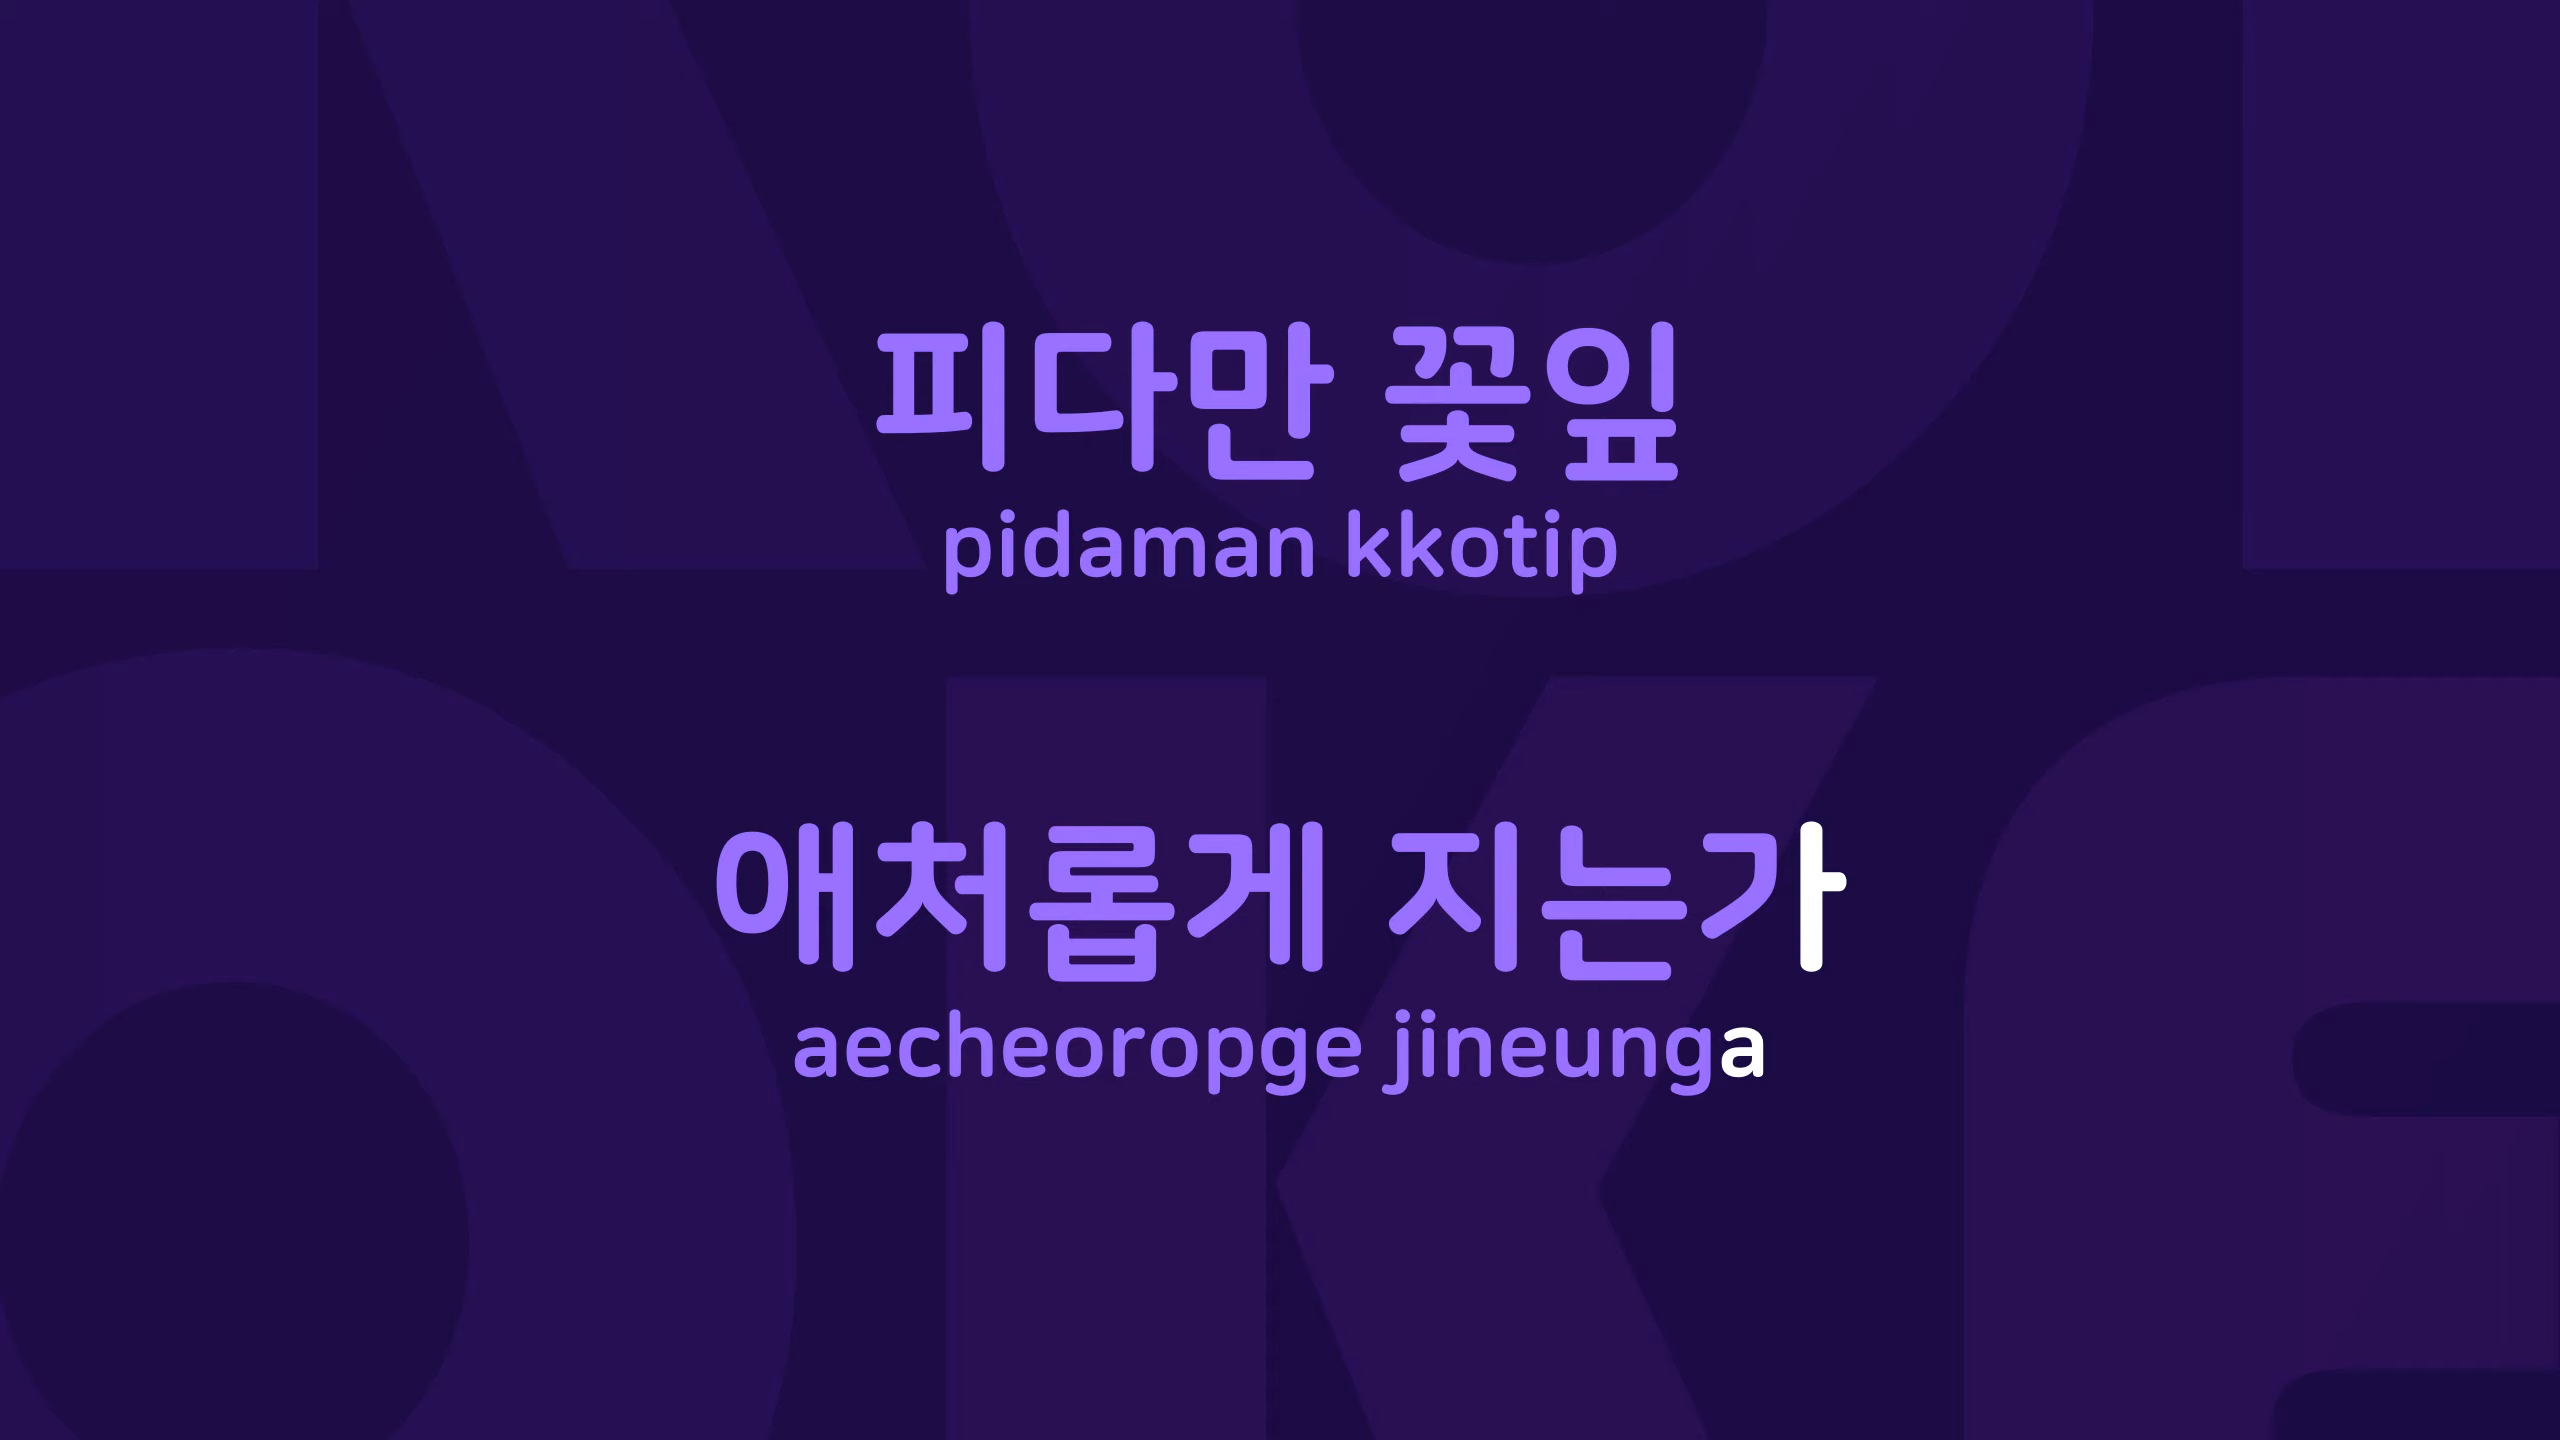 피다만 꽃잎
pidaman kkotip
애처롭게 지는가
aecheoropge jineunga